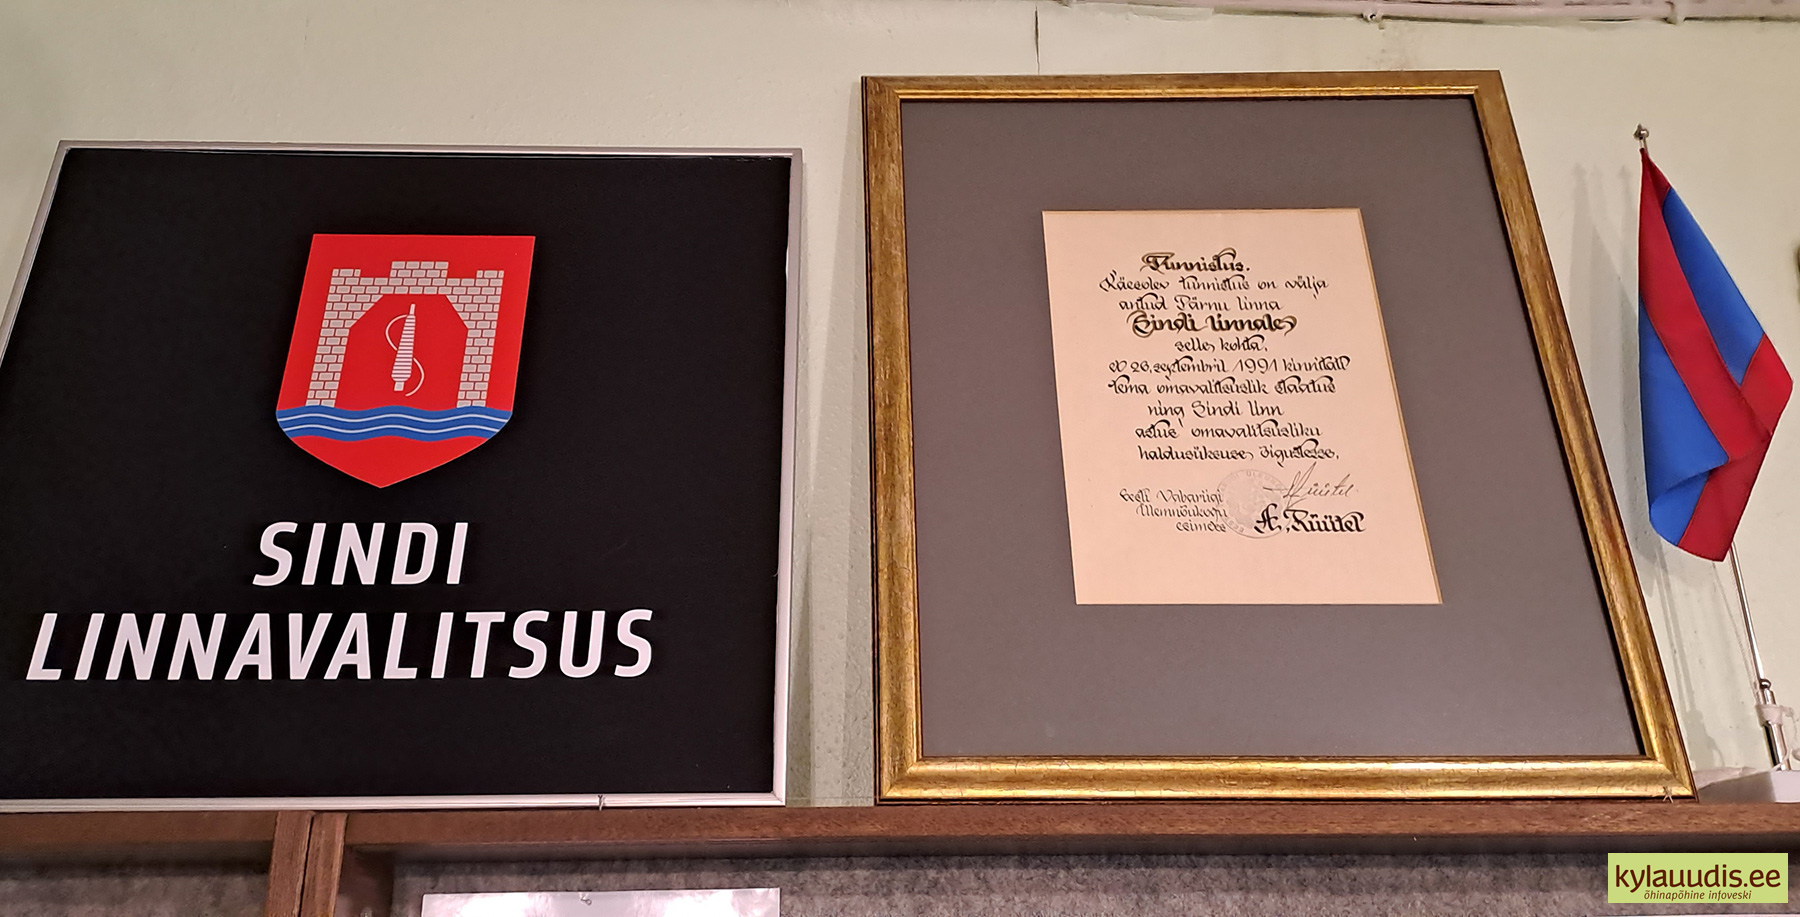 SINDI
LINNAVALITSUS
Tunnistus.
Käesolev tunnistus on välja
antud Pärnu linna
Sindi linnale
selle kohta,
et 26. septembril 1991 kinnitati
tema omavalitsuslik staatus
ning Sindi linn
astus omavalitsusliku
haldusüksuse õigustesse.
Eesti Vabariigi
Ülemnõukogu
esimees
A. Rüütel
kylauudis.ee
õhinapõhine infoveski